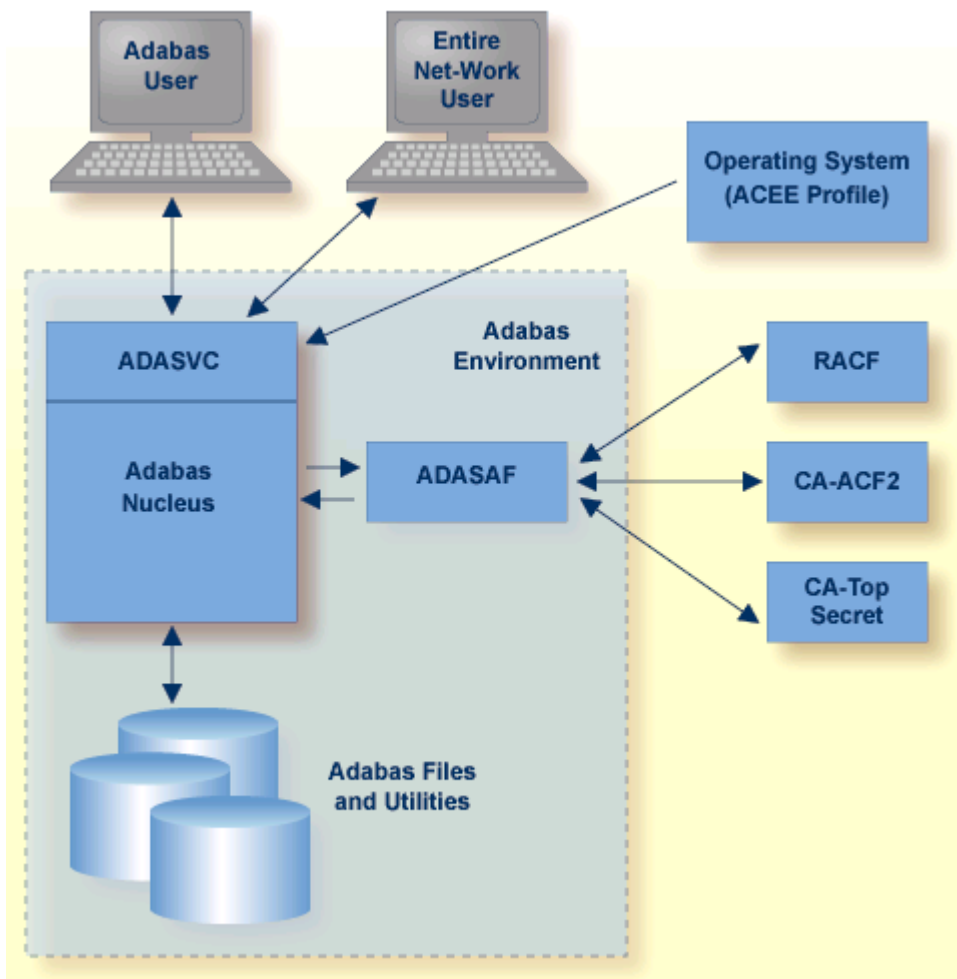 Adabas
User
Entire
Net-Work
User
Operating System
(ACEE Profile)
ADASVC
Adabas
Environment
RACF
Adabas
Nucleus
ADASAF
CA-ACF2
CA-Top
Secret
Adabas Files
and Utilities